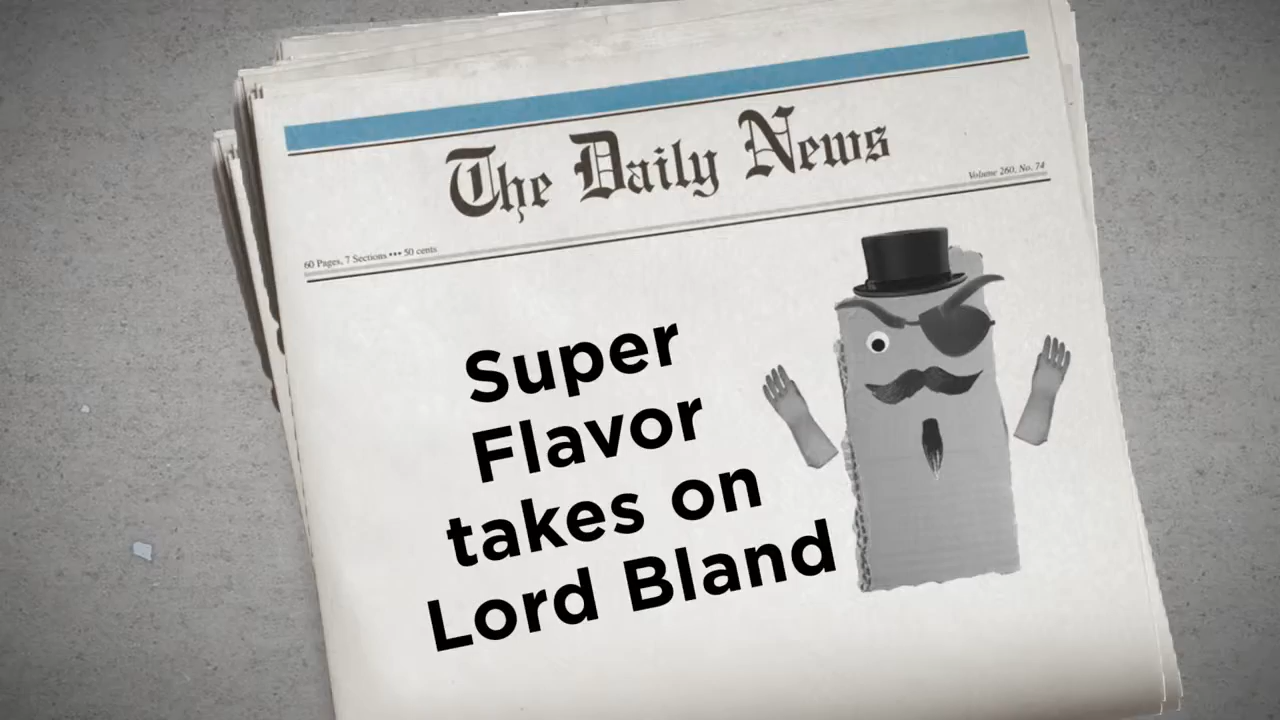 The Daily News
Volume 260, No. 74
60 Pages, 7 Sections ••• 50 cents
Super
Flavor
takes on
Lord Bland